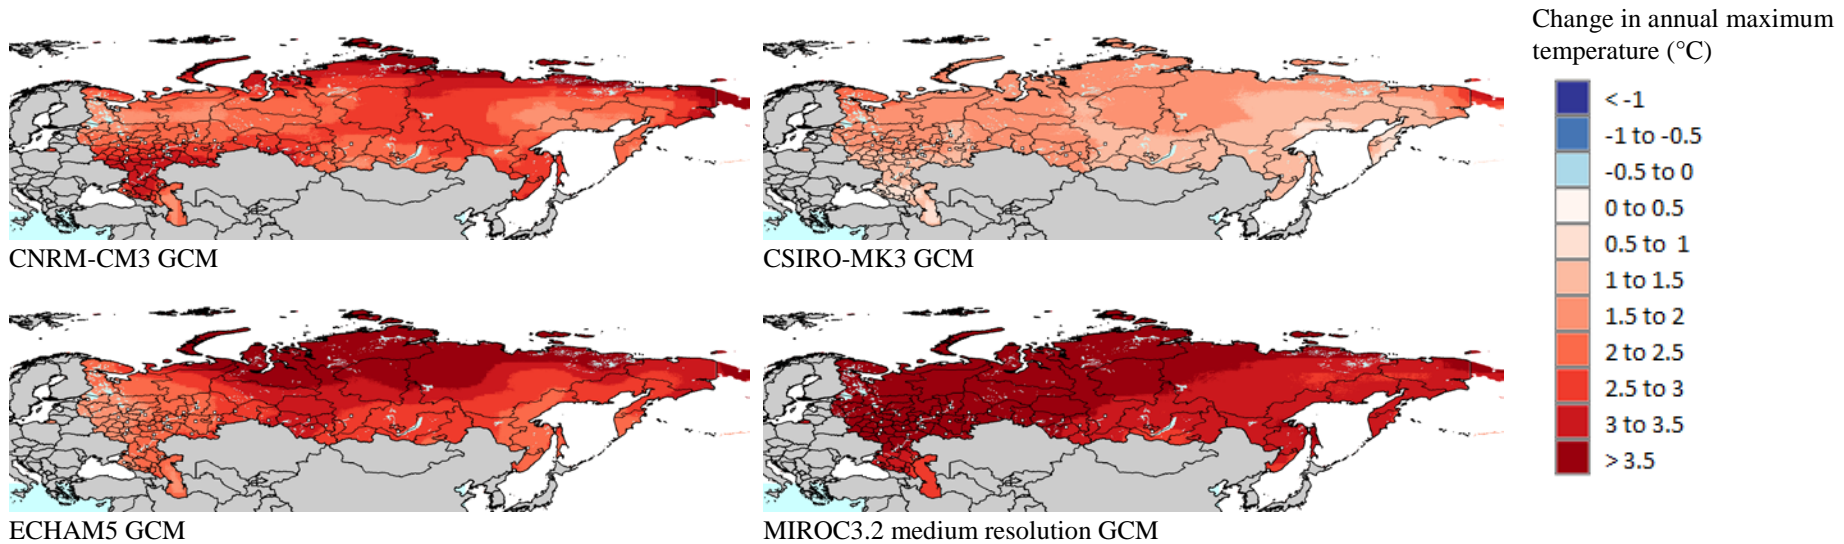 Change in annual maximum
temperature (°C)
< -1
-1 to -0.5
-0.5 to 0
0 to 0.5
0.5 to 1
1 to 1.5
1.5 to 2
2 to 2.5
2.5 to 3
3 to 3.5
> 3.5
CNRM-CM3 GCM
CSIRO-MK3 GCM
ECHAM5 GCM
MIROC3.2 medium resolution GCM